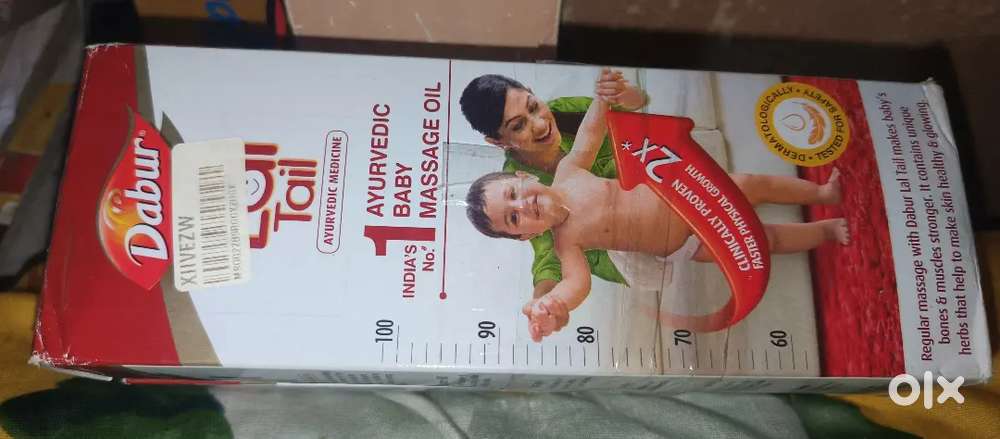 Dabur
Lal
Tail
AYURVEDIC MEDICINE
XIIVEZW
INDIA'S
No.# 1
AYURVEDIC
BABY
MASSAGE OIL
100
90
80
70
60
2X*
CLINICALLY PROVEN
FASTER PHYSICAL GROWTH
DERMATOLOGICALLY • TESTED FOR SAFETY
Regular massage with Dabur Lal Tail makes baby's
bones & muscles stronger. It contains unique
herbs that help to make skin healthy & glowing.
olx